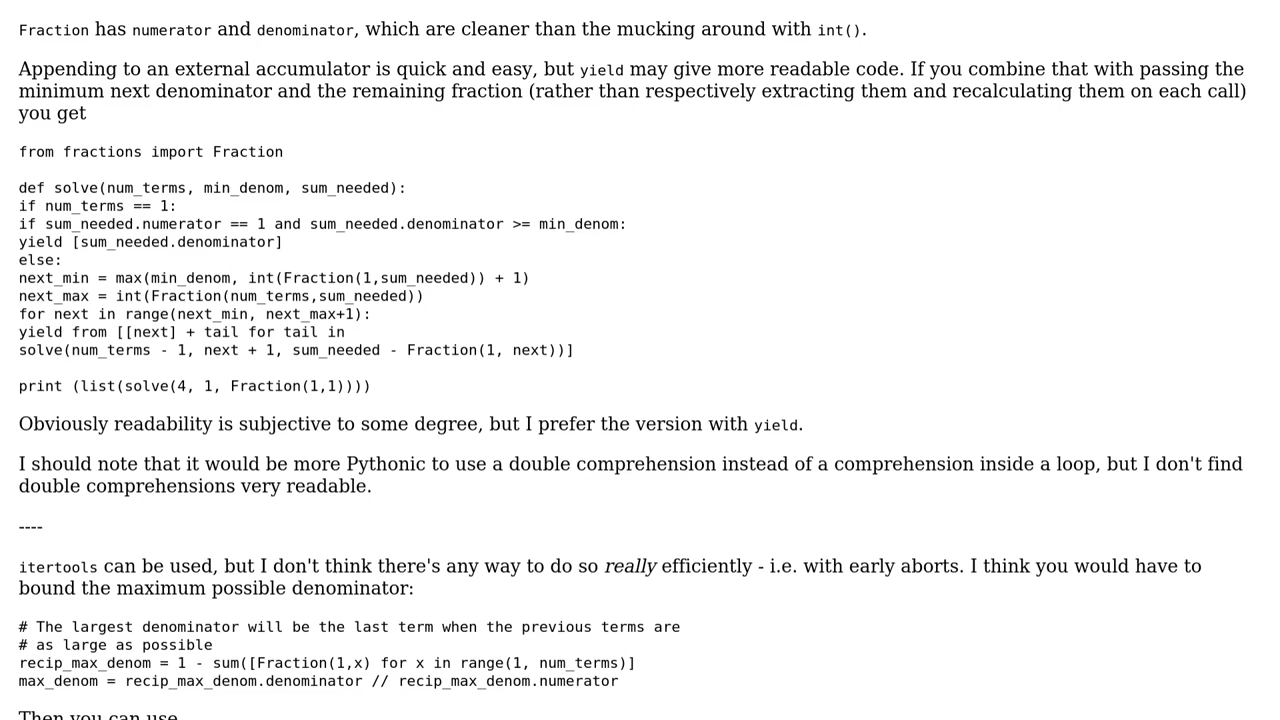 Fraction has numerator and denominator, which are cleaner than the mucking around with int().
Appending to an external accumulator is quick and easy, but yield may give more readable code. If you combine that with passing the
minimum next denominator and the remaining fraction (rather than respectively extracting them and recalculating them on each call)
you get
from fractions import Fraction
def solve(num_terms, min_denom, sum_needed):
if num_terms == 1:
if sum_needed.numerator == 1 and sum_needed.denominator >= min_denom:
yield [sum_needed.denominator]
else:
next_min = max(min_denom, int(Fraction(1,sum_needed)) + 1)
next_max = int(Fraction(num_terms,sum_needed))
for next in range(next_min, next_max+1):
yield from [[next] + tail for tail in
solve(num_terms - 1, next + 1, sum_needed - Fraction(1, next))]
print (list(solve(4, 1, Fraction(1,1))))
Obviously readability is subjective to some degree, but I prefer the version with yield.
I should note that it would be more Pythonic to use a double comprehension instead of a comprehension inside a loop, but I don't find
double comprehensions very readable.
----
itertools can be used, but I don't think there's any way to do so really efficiently - i.e. with early aborts. I think you would have to
bound the maximum possible denominator:
# The largest denominator will be the last term when the previous terms are
# as large as possible
recip_max_denom = 1 - sum([Fraction(1,x) for x in range(1, num_terms)]
max_denom = recip_max_denom.denominator // recip_max_denom.numerator
Then you can use